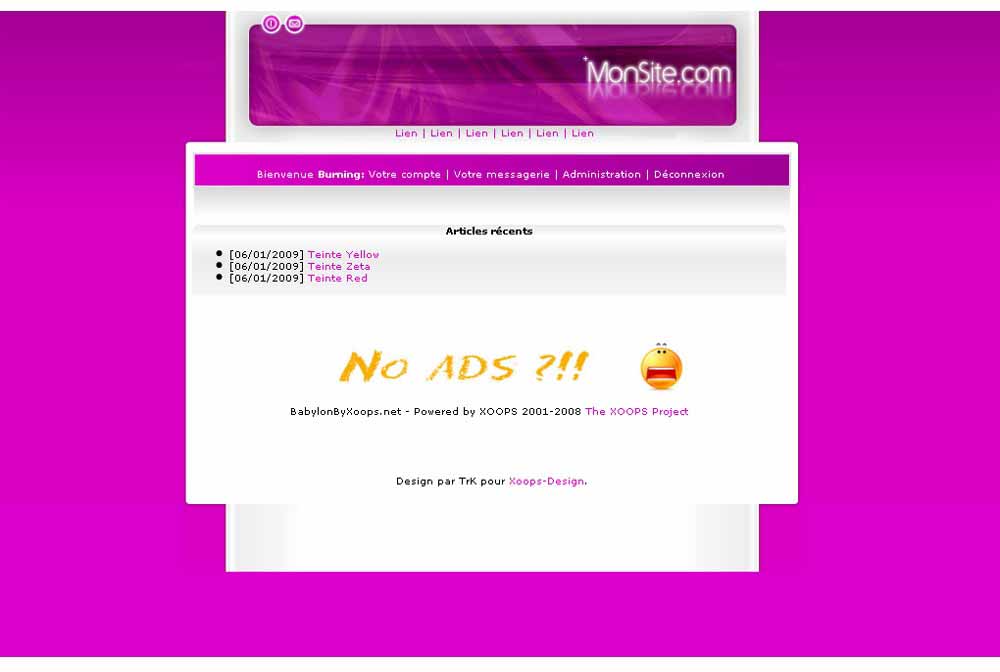 MonSite.com
Lien | Lien | Lien | Lien | Lien | Lien
Bienvenue Burning: Votre compte | Votre messagerie | Administration | Déconnexion
Articles récents
[06/01/2009] Teinte Yellow
[06/01/2009] Teinte Zeta
[06/01/2009] Teinte Red
No ADS ?!!
BabylonByXoops.net - Powered by XOOPS 2001-2008 The XOOPS Project
Design par TrK pour Xoops-Design.